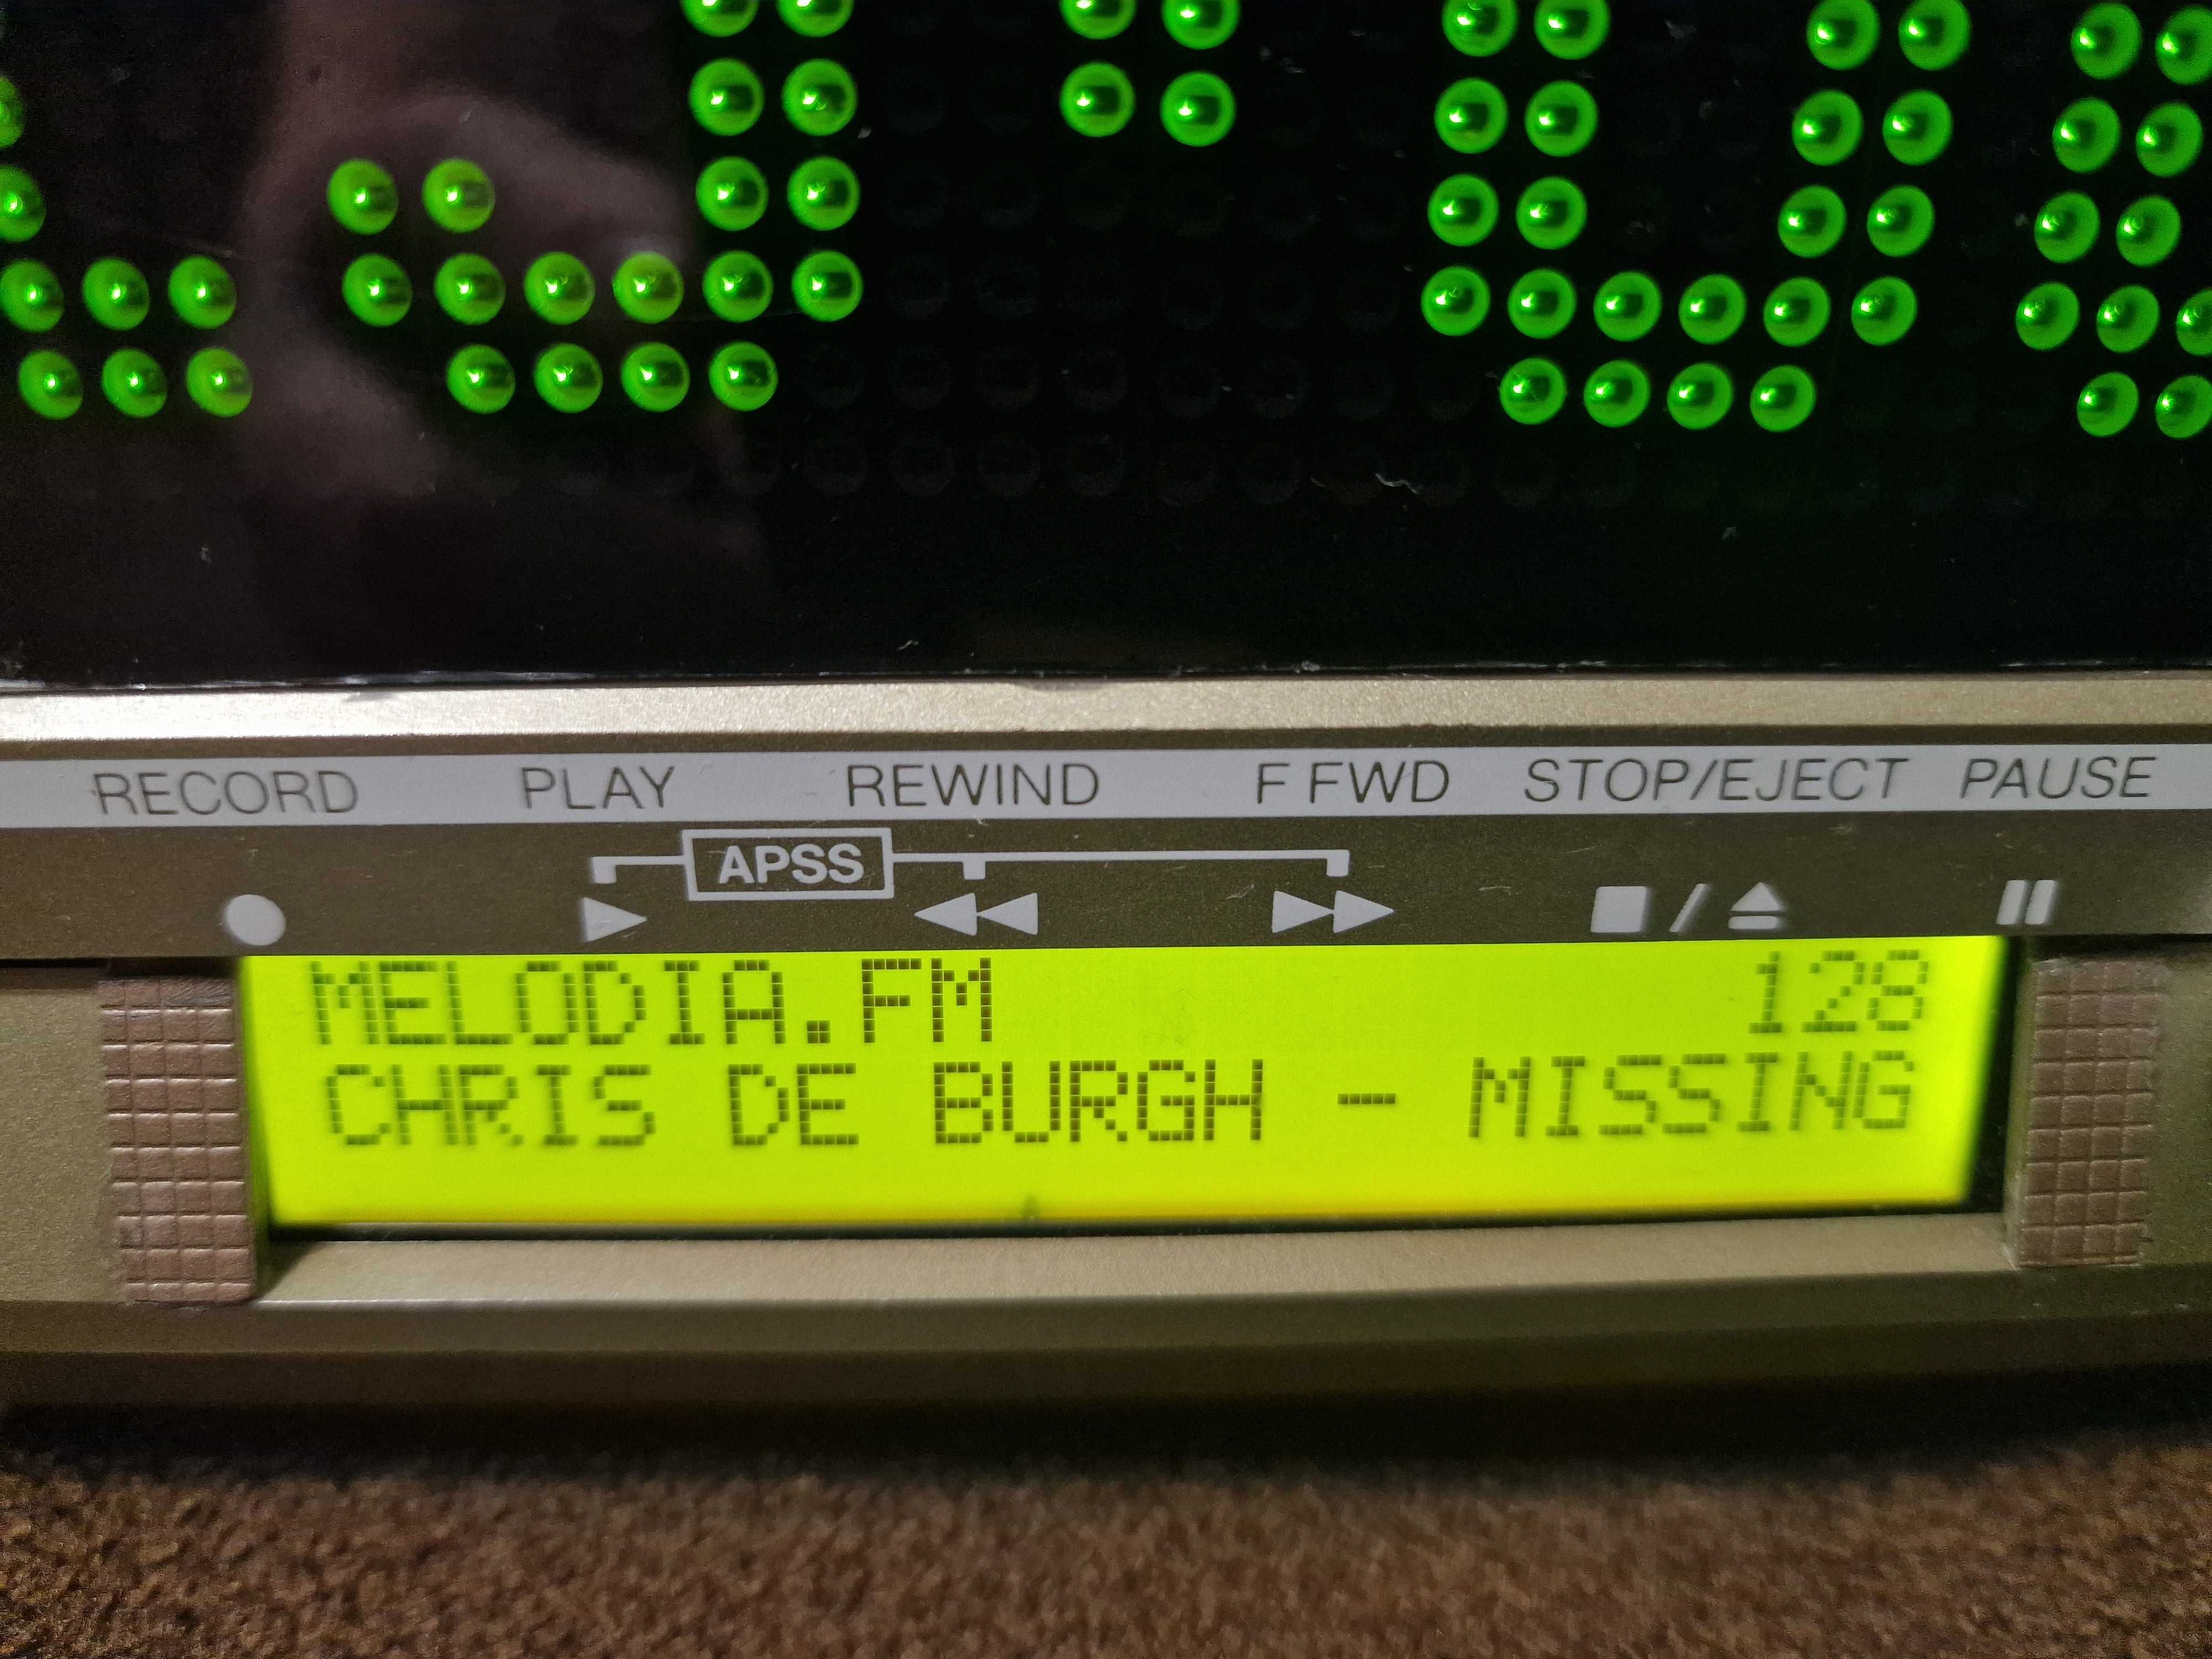 RECORD PLAY REWIND F FWD STOP/EJECT PAUSE
APSS
MELODIA.FM 128
CHRIS DE BURGH - MISSING